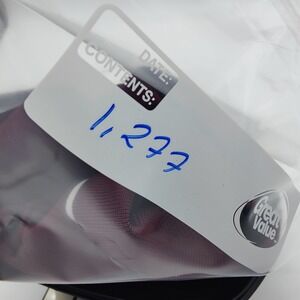 DATE:
CONTENTS:
1,277
Great
Value